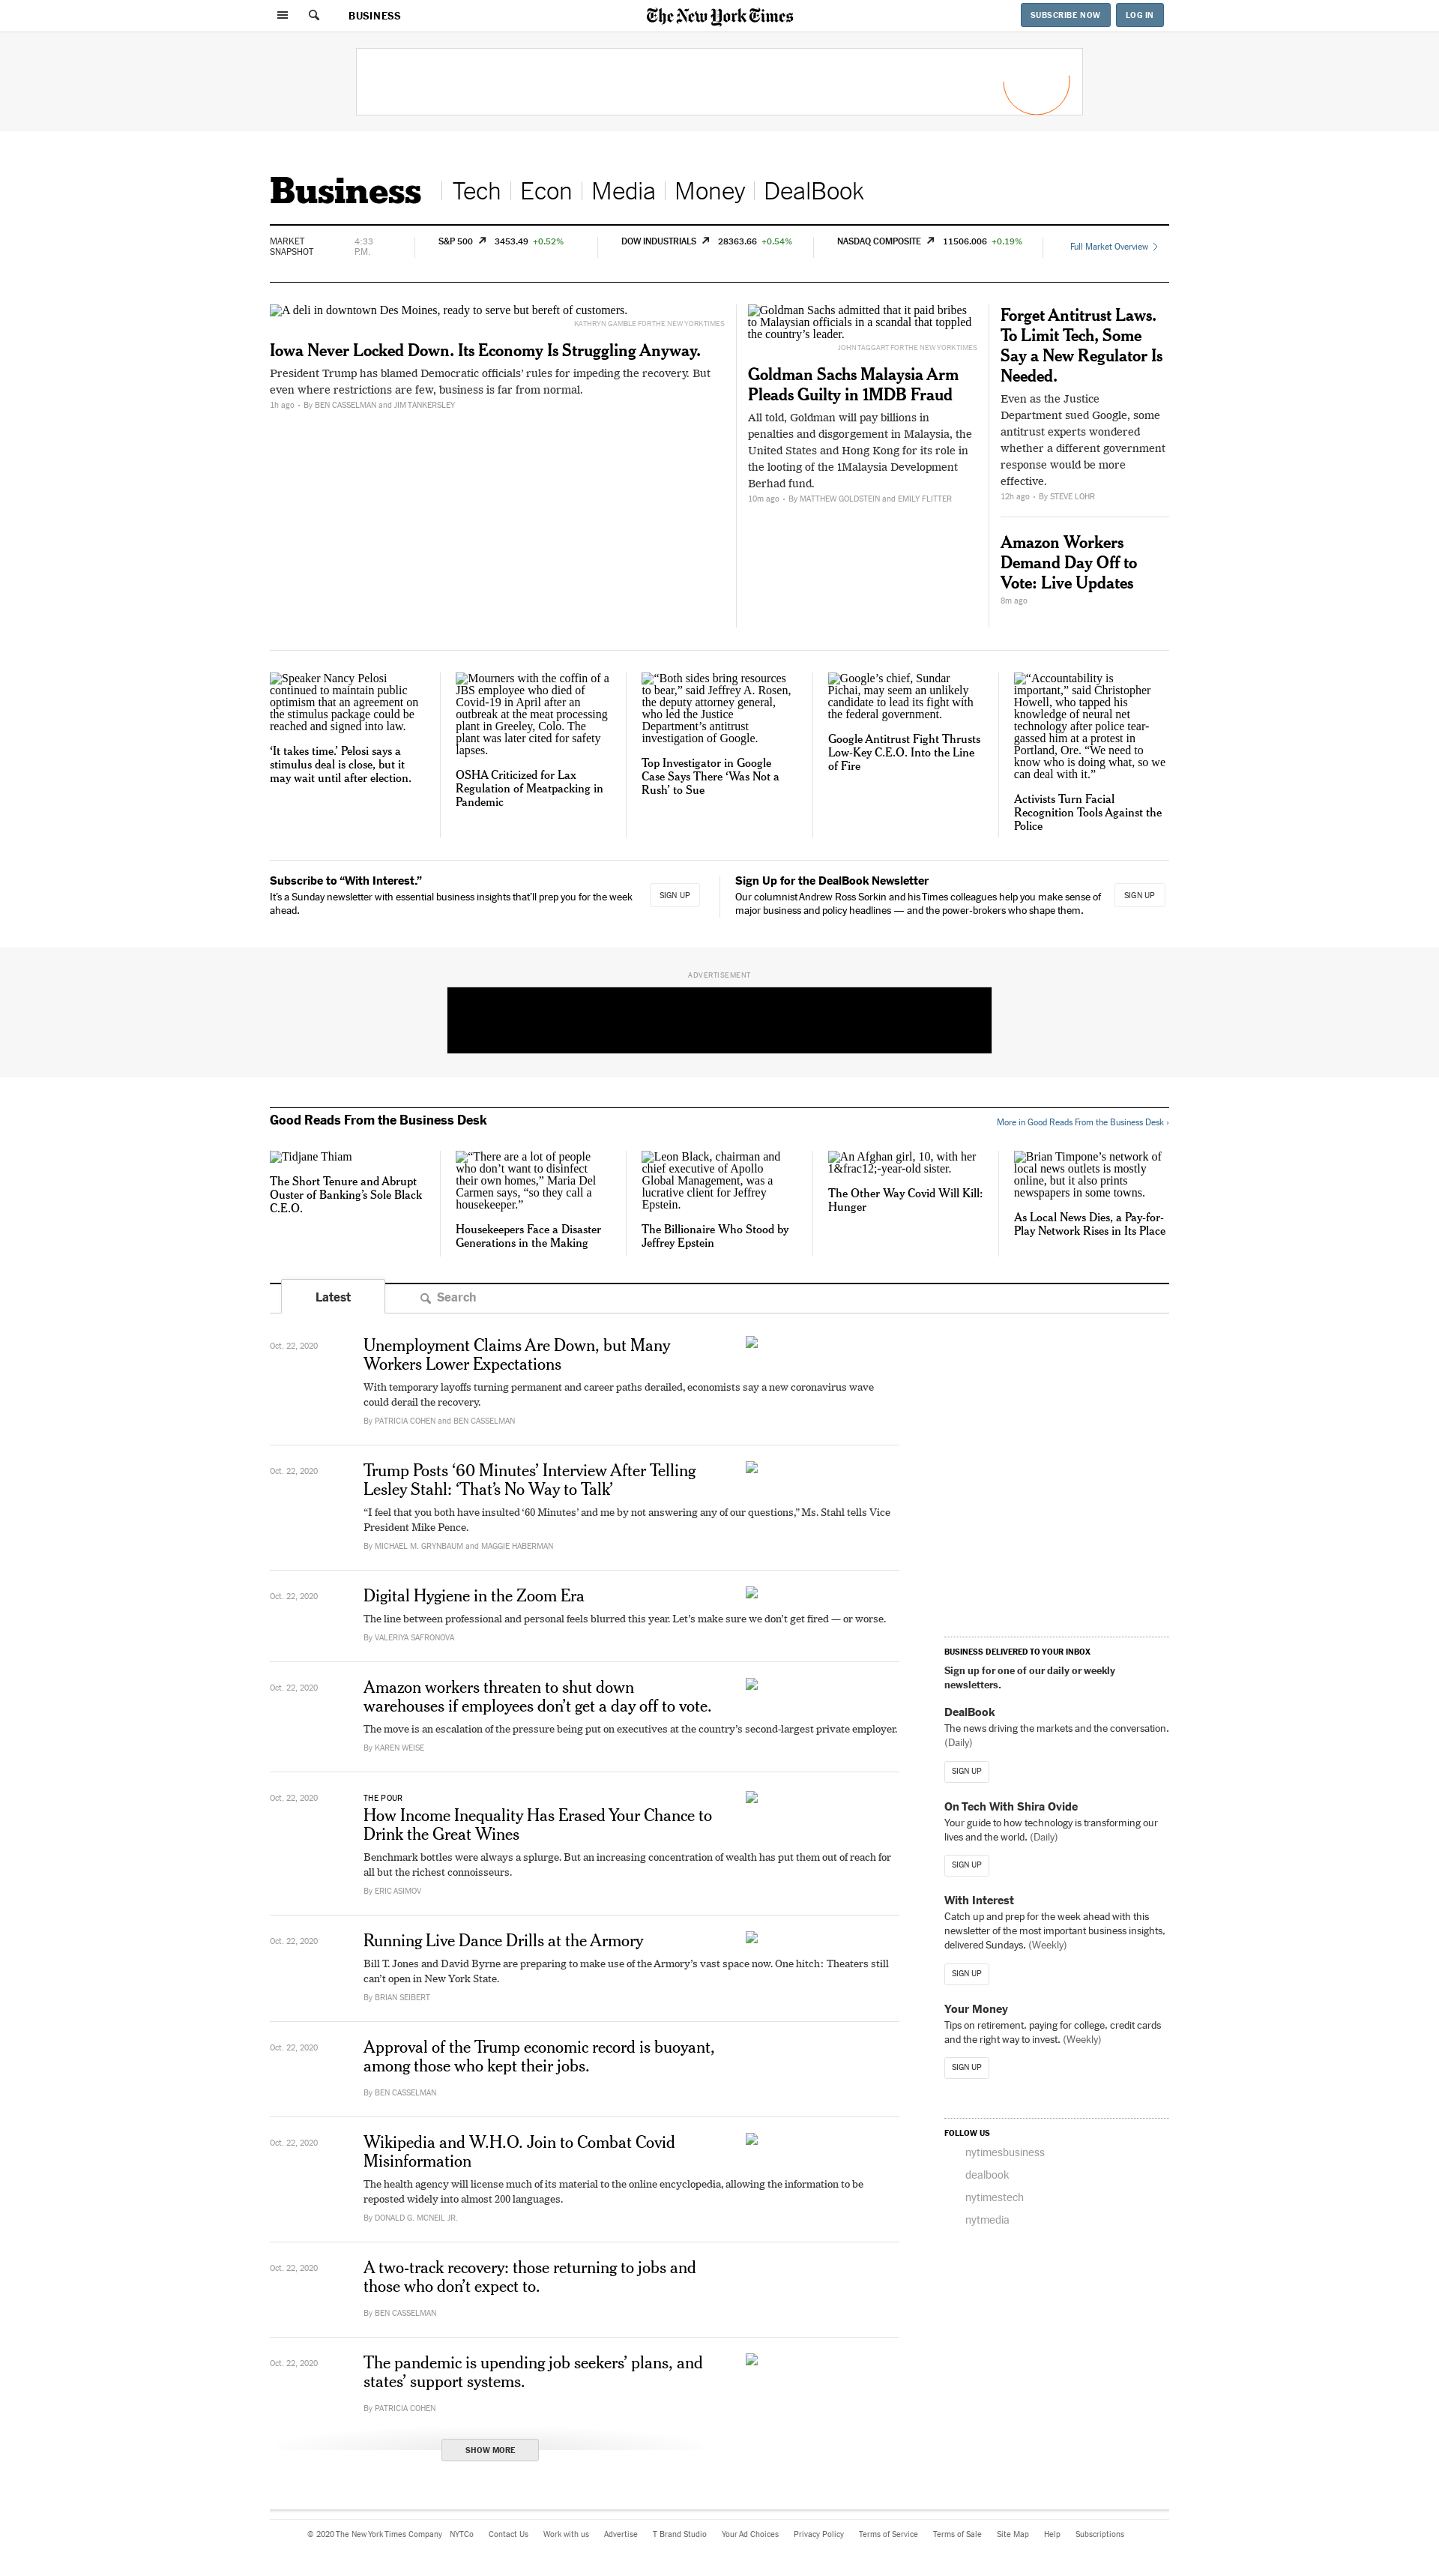 BUSINESS
The New York Times
SUBSCRIBE NOW
LOG IN
Business
Tech
Econ
Media
Money
DealBook
MARKET
SNAPSHOT
4:33
P.M.
S&P 500 3453.49 +0.52%
DOW INDUSTRIALS 28363.66 +0.54%
NASDAQ COMPOSITE 11506.006 +0.19%
Full Market Overview
A deli in downtown Des Moines, ready to serve but bereft of customers.
KATHRYN GAMBLE FOR THE NEW YORK TIMES
Iowa Never Locked Down. Its Economy Is Struggling Anyway.
President Trump has blamed Democratic officials’ rules for impeding the recovery. But
even where restrictions are few, business is far from normal.
1h ago • By BEN CASSELMAN and JIM TANKERSLEY
Goldman Sachs admitted that it paid bribes
to Malaysian officials in a scandal that toppled
the country’s leader.
JOHN TAGGART FOR THE NEW YORK TIMES
Goldman Sachs Malaysia Arm
Pleads Guilty in 1MDB Fraud
All told, Goldman will pay billions in
penalties and disgorgement in Malaysia, the
United States and Hong Kong for its role in
the looting of the 1Malaysia Development
Berhad fund.
10m ago • By MATTHEW GOLDSTEIN and EMILY FLITTER
Forget Antitrust Laws.
To Limit Tech, Some
Say a New Regulator Is
Needed.
Even as the Justice
Department sued Google, some
antitrust experts wondered
whether a different government
response would be more
effective.
12h ago • By STEVE LOHR
Amazon Workers
Demand Day Off to
Vote: Live Updates
8m ago
Speaker Nancy Pelosi
continued to maintain public
optimism that an agreement on
the stimulus package could be
reached and signed into law.
‘It takes time.’ Pelosi says a
stimulus deal is close, but it
may wait until after election.
Mourners with the coffin of a
JBS employee who died of
Covid-19 in April after an
outbreak at the meat processing
plant in Greeley, Colo. The
plant was later cited for safety
lapses.
OSHA Criticized for Lax
Regulation of Meatpacking in
Pandemic
“Both sides bring resources
to bear,” said Jeffrey A. Rosen,
the deputy attorney general,
who led the Justice
Department’s antitrust
investigation of Google.
Top Investigator in Google
Case Says There ‘Was Not a
Rush’ to Sue
Google’s chief, Sundar
Pichai, may seem an unlikely
candidate to lead its fight with
the federal government.
Google Antitrust Fight Thrusts
Low-Key C.E.O. Into the Line
of Fire
“Accountability is
important,” said Christopher
Howell, who tapped his
knowledge of neural net
technology after police tear-
gassed him at a protest in
Portland, Ore. “We need to
know who is doing what, so we
can deal with it.”
Activists Turn Facial
Recognition Tools Against the
Police
Subscribe to “With Interest.”
It’s a Sunday newsletter with essential business insights that’ll prep you for the week
ahead.
SIGN UP
Sign Up for the DealBook Newsletter
Our columnist Andrew Ross Sorkin and his Times colleagues help you make sense of
major business and policy headlines — and the power-brokers who shape them.
SIGN UP
ADVERTISEMENT
Good Reads From the Business Desk
More in Good Reads From the Business Desk ›
Tidjane Thiam
The Short Tenure and Abrupt
Ouster of Banking’s Sole Black
C.E.O.
“There are a lot of people
who don’t want to disinfect
their own homes,” Maria Del
Carmen says, “so they call a
housekeeper.”
Housekeepers Face a Disaster
Generations in the Making
Leon Black, chairman and
chief executive of Apollo
Global Management, was a
lucrative client for Jeffrey
Epstein.
The Billionaire Who Stood by
Jeffrey Epstein
An Afghan girl, 10, with her
1&frac12;-year-old sister.
The Other Way Covid Will Kill:
Hunger
Brian Timpone’s network of
local news outlets is mostly
online, but it also prints
newspapers in some towns.
As Local News Dies, a Pay-for-
Play Network Rises in Its Place
Latest
Search
Oct. 22, 2020
Unemployment Claims Are Down, but Many
Workers Lower Expectations
With temporary layoffs turning permanent and career paths derailed, economists say a new coronavirus wave
could derail the recovery.
By PATRICIA COHEN and BEN CASSELMAN
Oct. 22, 2020
Trump Posts ‘60 Minutes’ Interview After Telling
Lesley Stahl: ‘That’s No Way to Talk’
“I feel that you both have insulted ‘60 Minutes’ and me by not answering any of our questions,” Ms. Stahl tells Vice
President Mike Pence.
By MICHAEL M. GRYNBAUM and MAGGIE HABERMAN
Oct. 22, 2020
Digital Hygiene in the Zoom Era
The line between professional and personal feels blurred this year. Let’s make sure we don’t get fired — or worse.
By VALERIYA SAFRONOVA
Oct. 22, 2020
Amazon workers threaten to shut down
warehouses if employees don’t get a day off to vote.
The move is an escalation of the pressure being put on executives at the country’s second-largest private employer.
By KAREN WEISE
Oct. 22, 2020
THE POUR
How Income Inequality Has Erased Your Chance to
Drink the Great Wines
Benchmark bottles were always a splurge. But an increasing concentration of wealth has put them out of reach for
all but the richest connoisseurs.
By ERIC ASIMOV
Oct. 22, 2020
Running Live Dance Drills at the Armory
Bill T. Jones and David Byrne are preparing to make use of the Armory’s vast space now. One hitch: Theaters still
can’t open in New York State.
By BRIAN SEIBERT
Oct. 22, 2020
Approval of the Trump economic record is buoyant,
among those who kept their jobs.
By BEN CASSELMAN
Oct. 22, 2020
Wikipedia and W.H.O. Join to Combat Covid
Misinformation
The health agency will license much of its material to the online encyclopedia, allowing the information to be
reposted widely into almost 200 languages.
By DONALD G. MCNEIL JR.
Oct. 22, 2020
A two-track recovery: those returning to jobs and
those who don’t expect to.
By BEN CASSELMAN
Oct. 22, 2020
The pandemic is upending job seekers’ plans, and
states’ support systems.
By PATRICIA COHEN
SHOW MORE
BUSINESS DELIVERED TO YOUR INBOX
Sign up for one of our daily or weekly
newsletters.
DealBook
The news driving the markets and the conversation.
(Daily)
SIGN UP
On Tech With Shira Ovide
Your guide to how technology is transforming our
lives and the world. (Daily)
SIGN UP
With Interest
Catch up and prep for the week ahead with this
newsletter of the most important business insights,
delivered Sundays. (Weekly)
SIGN UP
Your Money
Tips on retirement, paying for college, credit cards
and the right way to invest. (Weekly)
SIGN UP
FOLLOW US
nytimesbusiness
dealbook
nytimestech
nytmedia
© 2020 The New York Times Company NYTCo Contact Us Work with us Advertise T Brand Studio Your Ad Choices Privacy Policy Terms of Service Terms of Sale Site Map Help Subscriptions